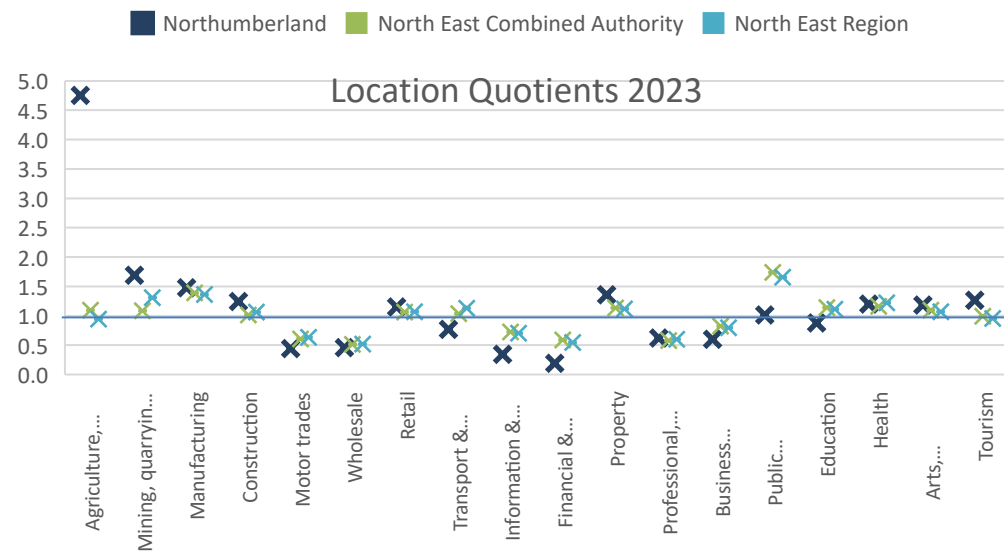 Northumberland North East Combined Authority North East Region
Location Quotients 2023
5.0
4.5
4.0
3.5
3.0
2.5
2.0
1.5
1.0
0.5
0.0
Agriculture,...
Mining, quarryin...
Manufacturing
Construction
Motor trades
Wholesale
Retail
Transport &...
Information &...
Financial &...
Property
Professional,...
Business...
Public...
Education
Health
Arts,...
Tourism